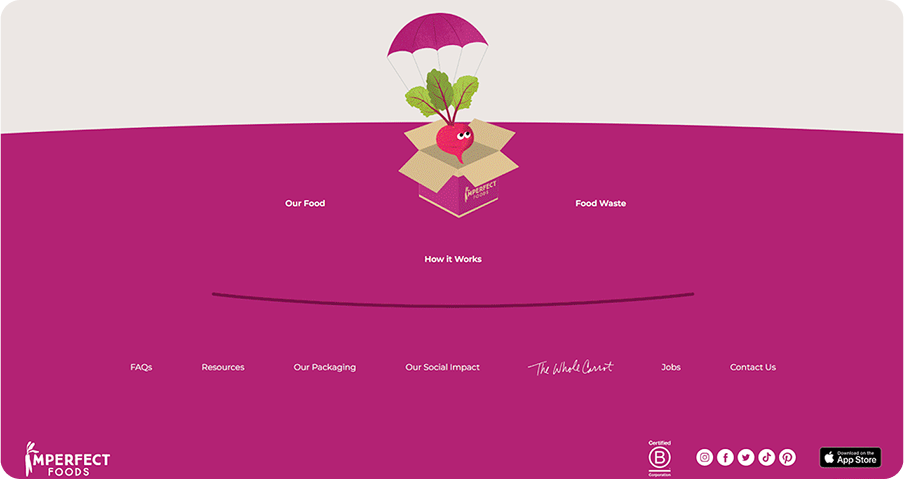 IMPERFECT
FOODS
Our Food
Food Waste
How it Works
FAQs
Resources
Our Packaging
Our Social Impact
The Whole Carrot
Jobs
Contact Us
IMPERFECT
FOODS
Certified
B
Corporation
Download on the
App Store